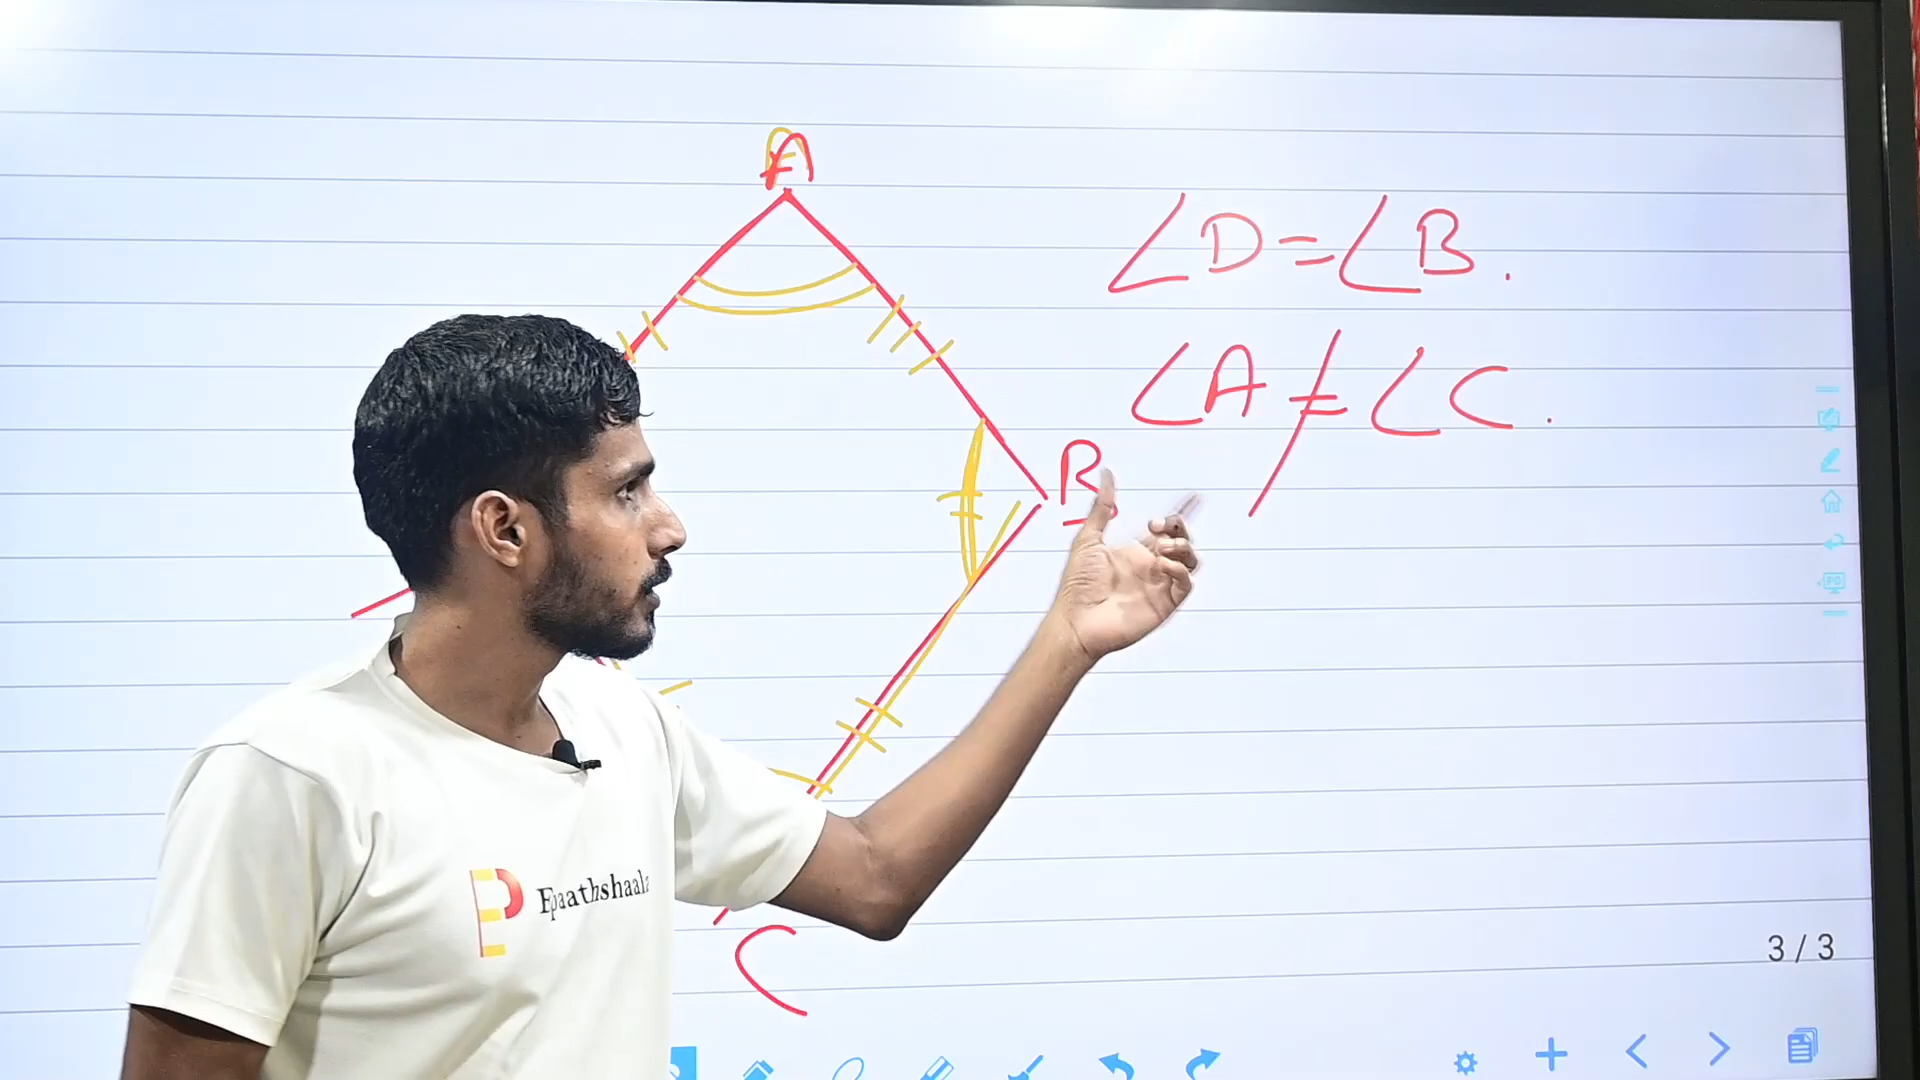 A
∠D = ∠B.
∠A ≠ ∠C.
B
Epaathshaala
C
3 / 3